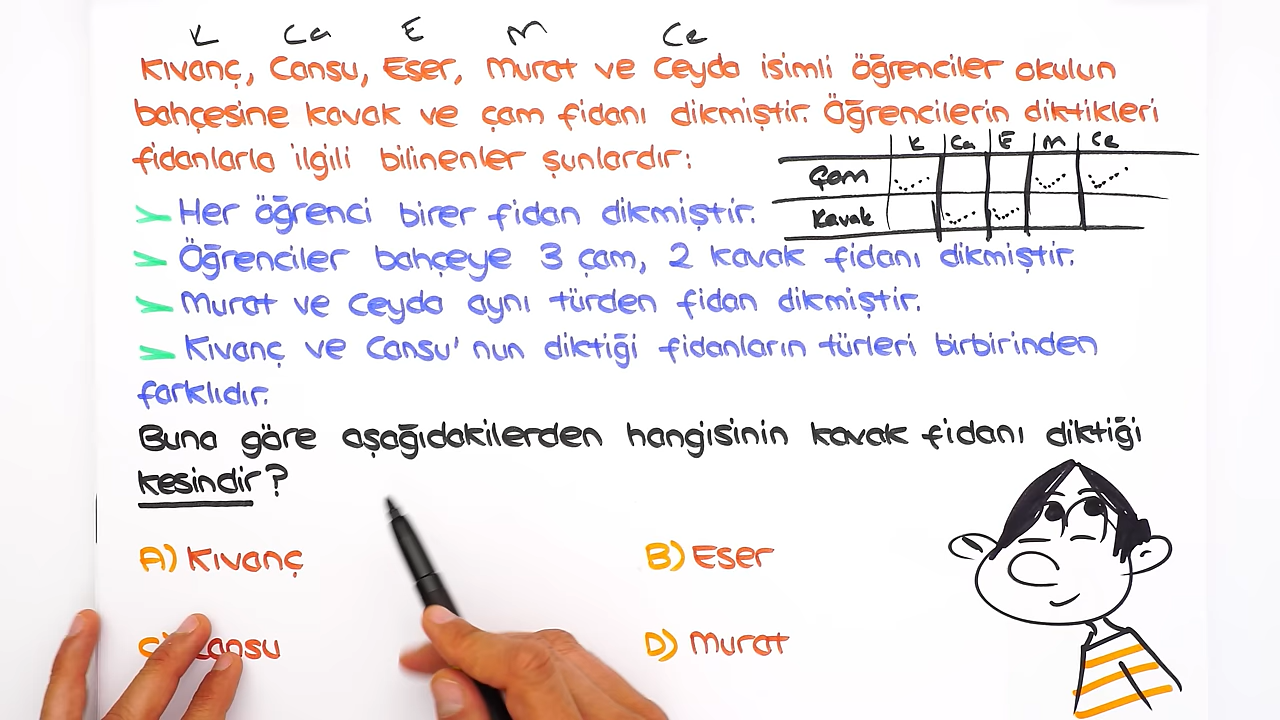 K Ca E M Ce
Kıvanç, Cansu, Eser, Murat ve Ceyda isimli öğrenciler okulun
bahçesine kavak ve çam fidanı dikmiştir. Öğrencilerin diktikleri
fidanlarla ilgili bilinenler şunlardır:
K Ca E M Ce
Çam
Kavak
> Her öğrenci birer fidan dikmiştir.
> Öğrenciler bahçeye 3 çam, 2 kavak fidanı dikmiştir.
> Murat ve Ceyda aynı türden fidan dikmiştir.
> Kıvanç ve Cansu'nun diktiği fidanların türleri birbirinden
farklıdır.
Buna göre aşağıdakilerden hangisinin kavak fidanı diktiği
kesindir?
A) Kıvanç B) Eser
C) Cansu D) Murat